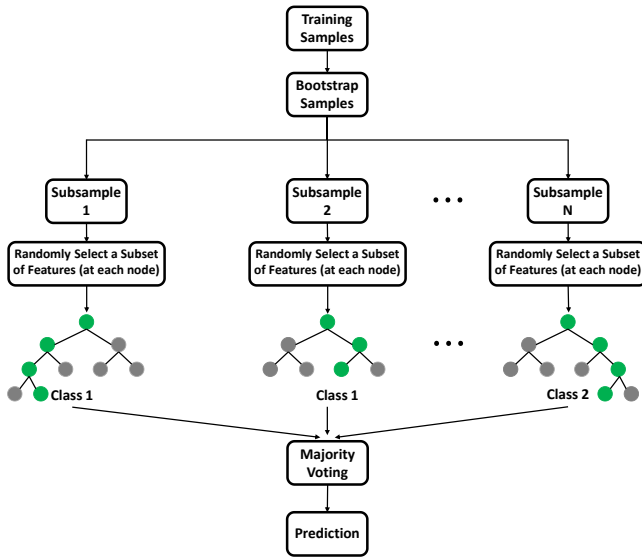 Training
Samples
Bootstrap
Samples
Subsample
1
Subsample
2
...
Subsample
N
Randomly Select a Subset
of Features (at each node)
Randomly Select a Subset
of Features (at each node)
Randomly Select a Subset
of Features (at each node)
...
Class 1
Class 1
Class 2
Majority
Voting
Prediction